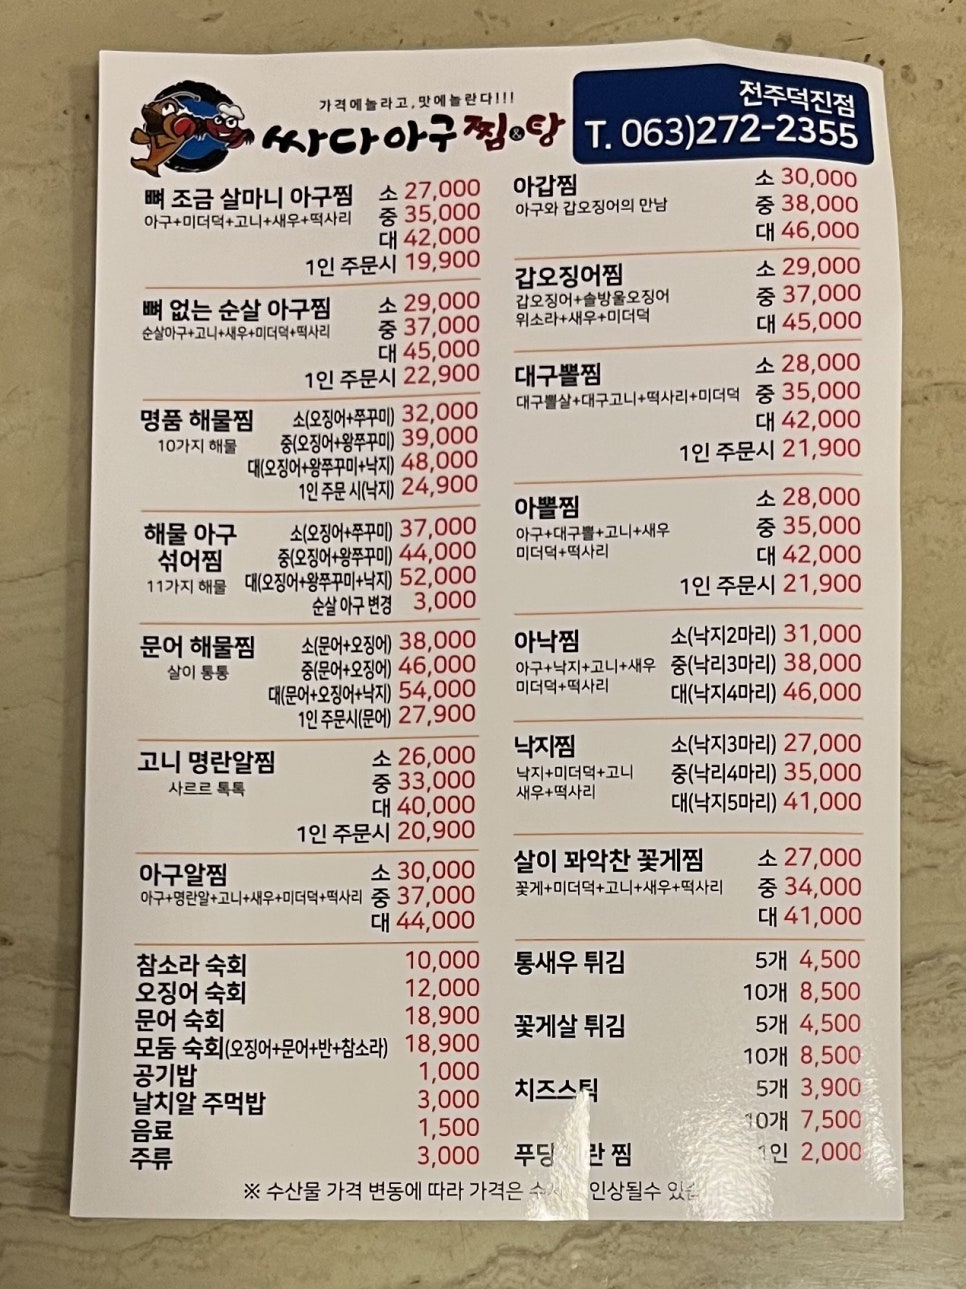 가격에놀라고,맛에놀란다!!!
싸다아구찜&탕
전주덕진점
T. 063)272-2355
뼈 조금 살마니 아구찜 소 27,000
아구+미더덕+고니+새우+떡사리 중 35,000
대 42,000
1인 주문시 19,900
뼈 없는 순살 아구찜 소 29,000
순살아구+고니+새우+미더덕+떡사리 중 37,000
대 45,000
1인 주문시 22,900
명품 해물찜 소(오징어+쭈꾸미) 32,000
10가지 해물 중(오징어+왕쭈꾸미) 39,000
대(오징어+왕쭈꾸미+낙지) 48,000
1인 주문 시(낙지) 24,900
해물 아구 소(오징어+쭈꾸미) 37,000
섞어찜 중(오징어+왕쭈꾸미) 44,000
11가지 해물 대(오징어+왕쭈꾸미+낙지) 52,000
순살 아구 변경 3,000
문어 해물찜 소(문어+오징어) 38,000
살이 통통 중(문어+오징어) 46,000
대(문어+오징어+낙지) 54,000
1인 주문시(문어) 27,900
고니 명란알찜 소 26,000
사르르 톡톡 중 33,000
대 40,000
1인 주문시 20,900
아구알찜 소 30,000
아구+명란알+고니+새우+미더덕+떡사리 중 37,000
대 44,000
참소라 숙회 10,000
오징어 숙회 12,000
문어 숙회 18,900
모둠 숙회(오징어+문어+반+참소라) 18,900
공기밥 1,000
날치알 주먹밥 3,000
음료 1,500
주류 3,000
아갑찜 소 30,000
아구와 갑오징어의 만남 중 38,000
대 46,000
갑오징어찜 소 29,000
갑오징어+솔방울오징어 중 37,000
위소라+새우+미더덕 대 45,000
대구뽈찜 소 28,000
대구뽈살+대구고니+떡사리+미더덕 중 35,000
대 42,000
1인 주문시 21,900
아뽈찜 소 28,000
아구+대구뽈+고니+새우 중 35,000
미더덕+떡사리 대 42,000
1인 주문시 21,900
아낙찜 소(낙지2마리) 31,000
아구+낙지+고니+새우 중(낙리3마리) 38,000
미더덕+떡사리 대(낙지4마리) 46,000
낙지찜 소(낙지3마리) 27,000
낙지+미더덕+고니 중(낙리4마리) 35,000
새우+떡사리 대(낙지5마리) 41,000
살이 꽈악찬 꽃게찜 소 27,000
꽃게+미더덕+고니+새우+떡사리 중 34,000
대 41,000
통새우 튀김 5개 4,500
10개 8,500
꽃게살 튀김 5개 4,500
10개 8,500
치즈스틱 5개 3,900
10개 7,500
푸딩 란 찜 1인 2,000
※ 수산물 가격 변동에 따라 가격은 인상될수